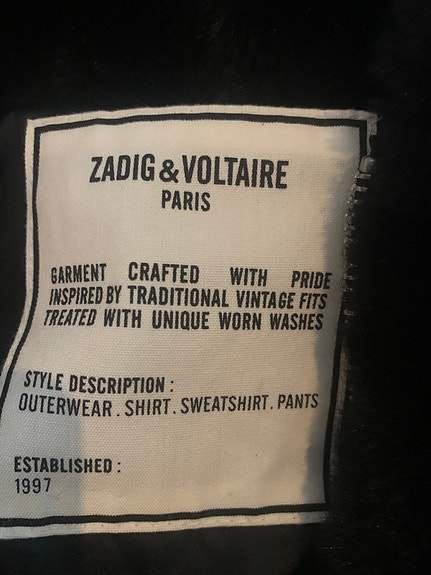 ZADIG & VOLTAIRE
PARIS
GARMENT CRAFTED WITH PRIDE
INSPIRED BY TRADITIONAL VINTAGE FITS
TREATED WITH UNIQUE WORN WASHES
STYLE DESCRIPTION :
OUTERWEAR . SHIRT . SWEATSHIRT . PANTS
ESTABLISHED :
1997